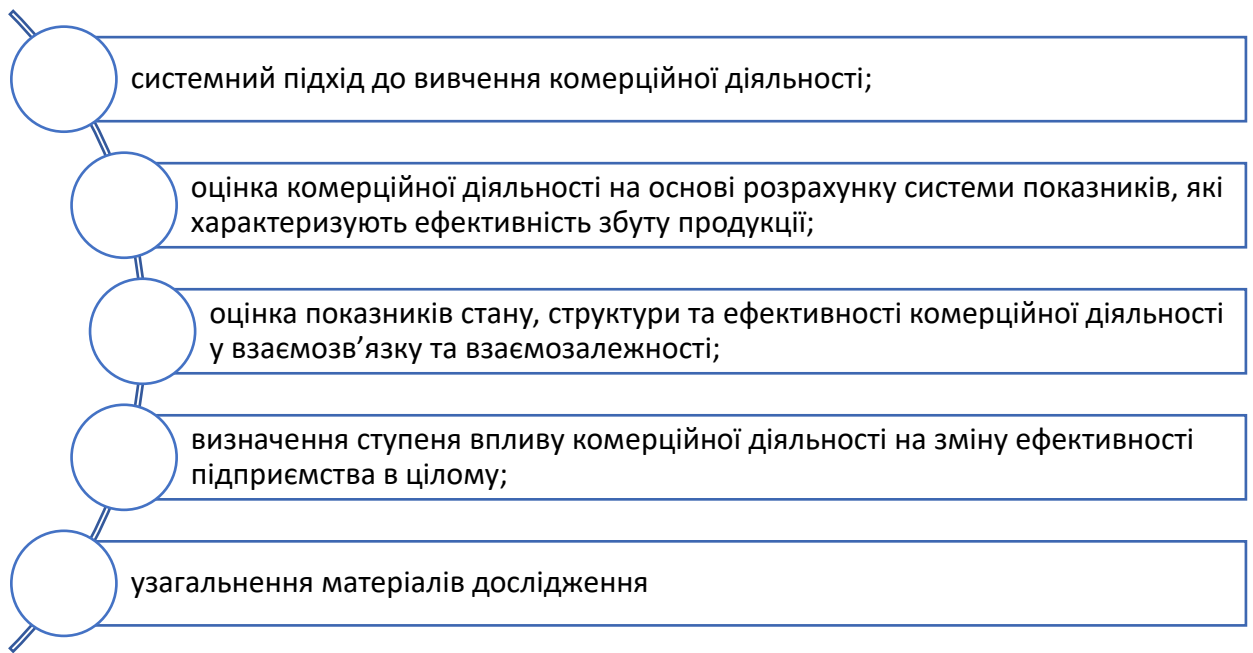 системний підхід до вивчення комерційної діяльності;
оцінка комерційної діяльності на основі розрахунку системи показників, які
характеризують ефективність збуту продукції;
оцінка показників стану, структури та ефективності комерційної діяльності
у взаємозв’язку та взаємозалежності;
визначення ступеня впливу комерційної діяльності на зміну ефективності
підприємства в цілому;
узагальнення матеріалів дослідження